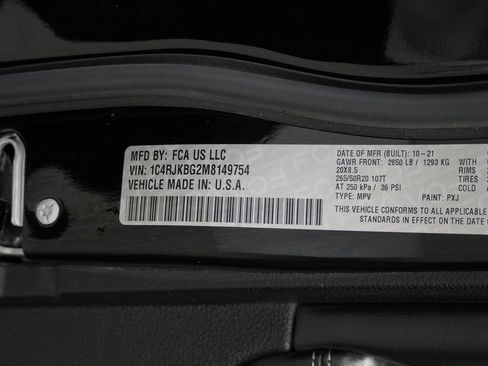 MFD BY: FCA US LLC
VIN: 1C4RJKBG2M8149754
VEHICLE MADE IN U.S.A.
DATE OF MFR (BUILT): 10-21
GAWR FRONT: 2850 LB / 1293 KG WITH
20X8.5 RIMS
265/50R20 107T
AT 250 kPa / 36 PSI COLD
TYPE: MPV PAINT: PXJ
THIS VEHICLE CONFORMS TO ALL APPLICABLE
STANDARDS IN EFFECT ON THE DATE O